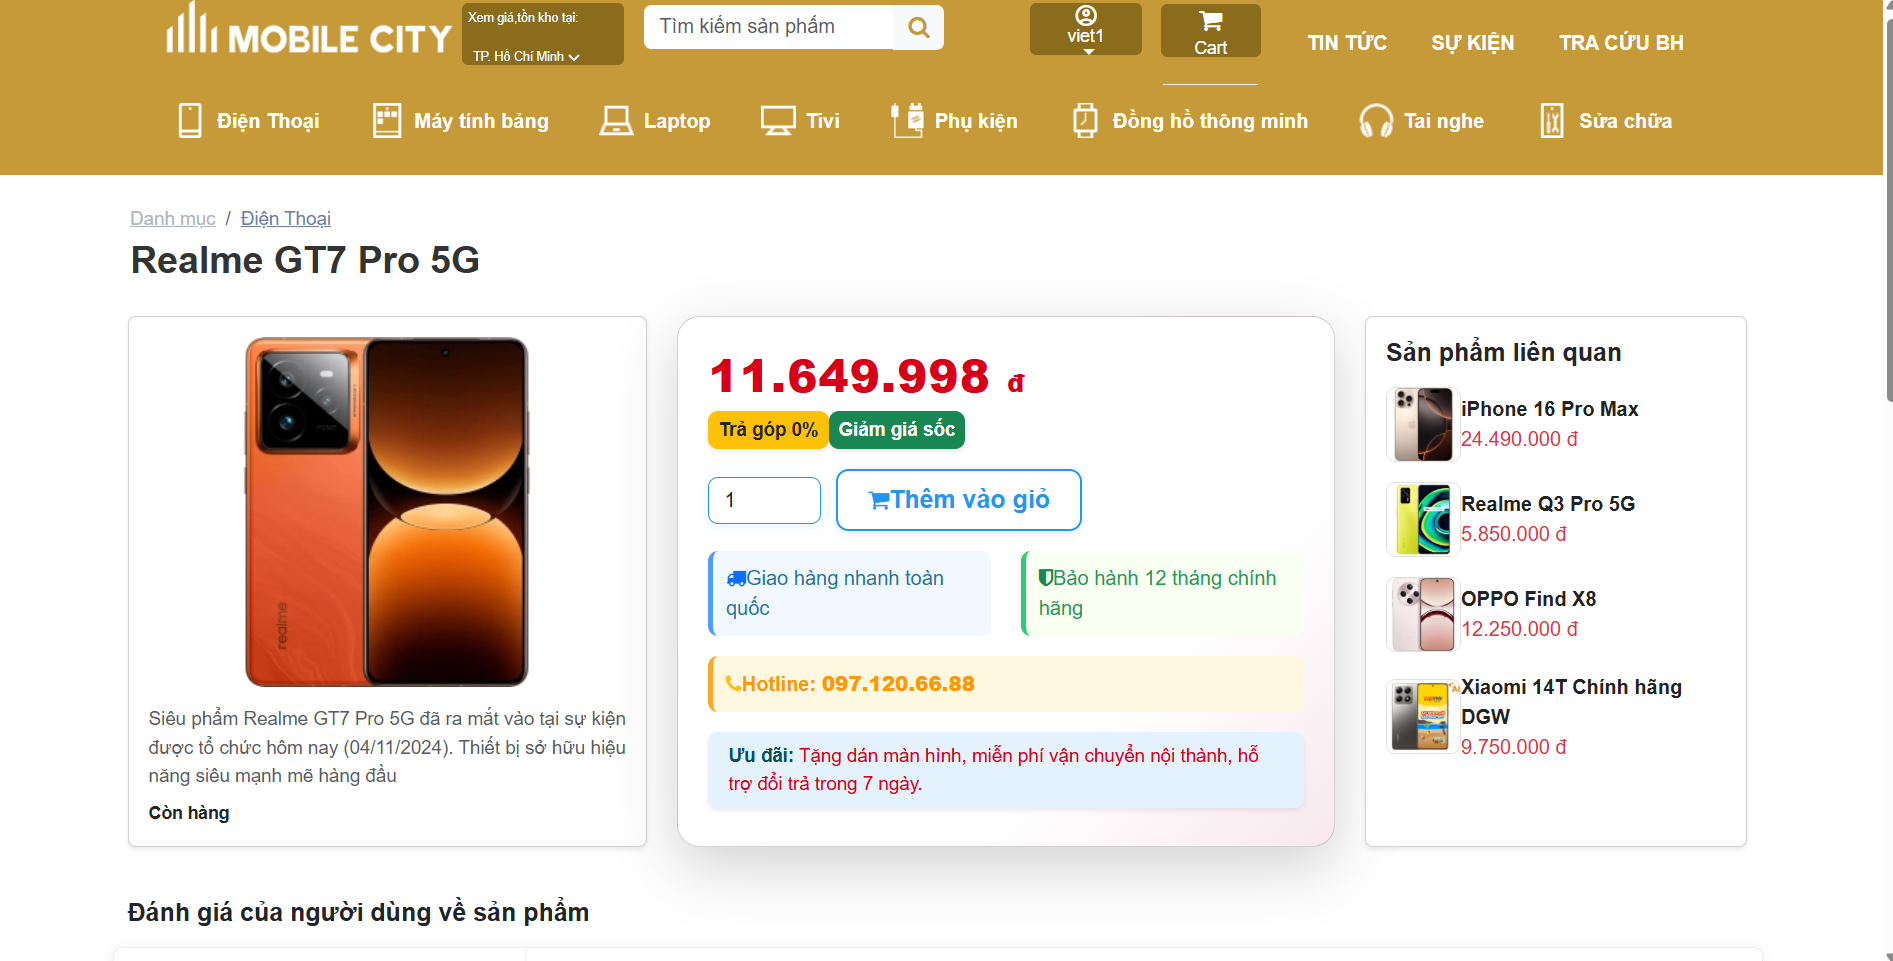 MOBILE CITY
Xem giá,tồn kho tại:
TP. Hồ Chí Minh
Tìm kiếm sản phẩm
viet1
Cart
TIN TỨC
SỰ KIỆN
TRA CỨU BH
Điện Thoại
Máy tính bảng
Laptop
Tivi
Phụ kiện
Đồng hồ thông minh
Tai nghe
Sửa chữa
Danh mục / Điện Thoại
Realme GT7 Pro 5G
realme
Siêu phẩm Realme GT7 Pro 5G đã ra mắt vào tại sự kiện
được tổ chức hôm nay (04/11/2024). Thiết bị sở hữu hiệu
năng siêu mạnh mẽ hàng đầu
Còn hàng
11.649.998 đ
Trả góp 0%
Giảm giá sốc
1
Thêm vào giỏ
Giao hàng nhanh toàn
quốc
Bảo hành 12 tháng chính
hãng
Hotline: 097.120.66.88
Ưu đãi: Tặng dán màn hình, miễn phí vận chuyển nội thành, hỗ
trợ đổi trả trong 7 ngày.
Sản phẩm liên quan
iPhone 16 Pro Max
24.490.000 đ
Realme Q3 Pro 5G
5.850.000 đ
OPPO Find X8
12.250.000 đ
Xiaomi 14T Chính hãng
DGW
9.750.000 đ
Đánh giá của người dùng về sản phẩm